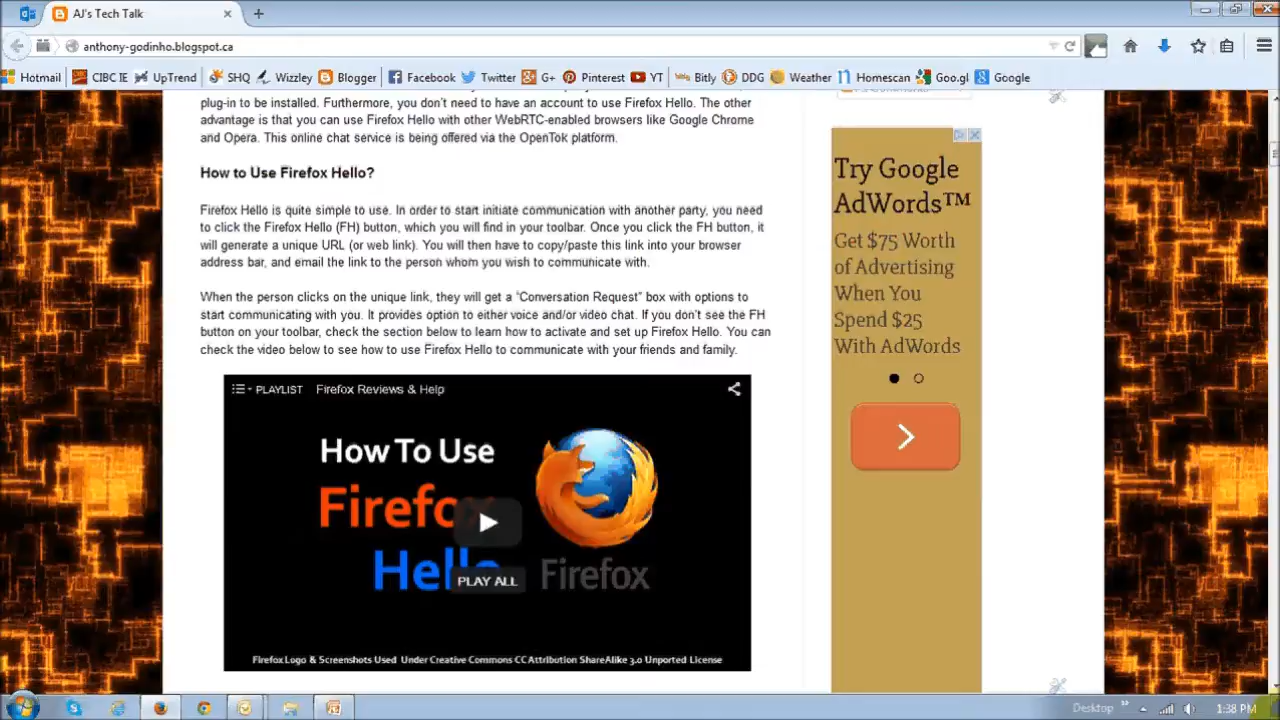 AJ's Tech Talk
anthony-godinho.blogspot.ca
Hotmail CIBC IE UpTrend SHQ Wizzley Blogger Facebook Twitter G+ Pinterest YT Bitly DDG Weather Homescan Goo.gl Google
plug-in to be installed. Furthermore, you don't need to have an account to use Firefox Hello. The other
advantage is that you can use Firefox Hello with other WebRTC-enabled browsers like Google Chrome
and Opera. This online chat service is being offered via the OpenTok platform.
How to Use Firefox Hello?
Firefox Hello is quite simple to use. In order to start initiate communication with another party, you need
to click the Firefox Hello (FH) button, which you will find in your toolbar. Once you click the FH button, it
will generate a unique URL (or web link). You will then have to copy/paste this link into your browser
address bar, and email the link to the person whom you wish to communicate with.
When the person clicks on the unique link, they will get a “Conversation Request” box with options to
start communicating with you. It provides option to either voice and/or video chat. If you don't see the FH
button on your toolbar, check the section below to learn how to activate and set up Firefox Hello. You can
check the video below to see how to use Firefox Hello to communicate with your friends and family.
PLAYLIST Firefox Reviews & Help
How To Use
Firefox
Hello
PLAY ALL
Firefox
Firefox Logo & Screenshots Used Under Creative Commons CC Attribution ShareAlike 3.0 Unported License
Try Google
AdWords™
Get $75 Worth
of Advertising
When You
Spend $25
With AdWords
Desktop
1:38 PM